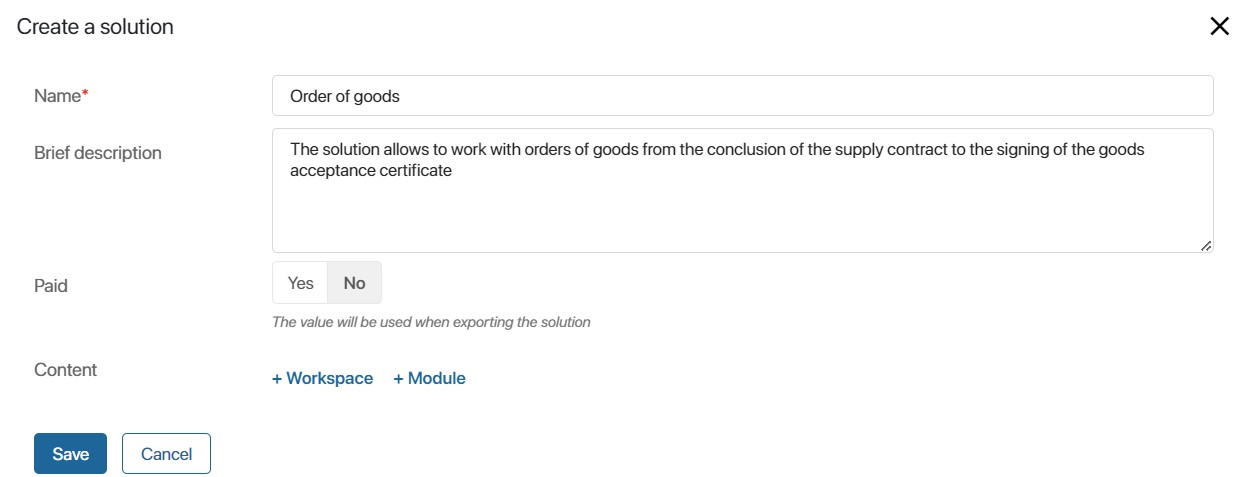 Create a solution
Name*
Order of goods
Brief description
The solution allows to work with orders of goods from the conclusion of the supply contract to the signing of the goods
acceptance certificate
Paid
Yes No
The value will be used when exporting the solution
Content
+ Workspace + Module
Save Cancel